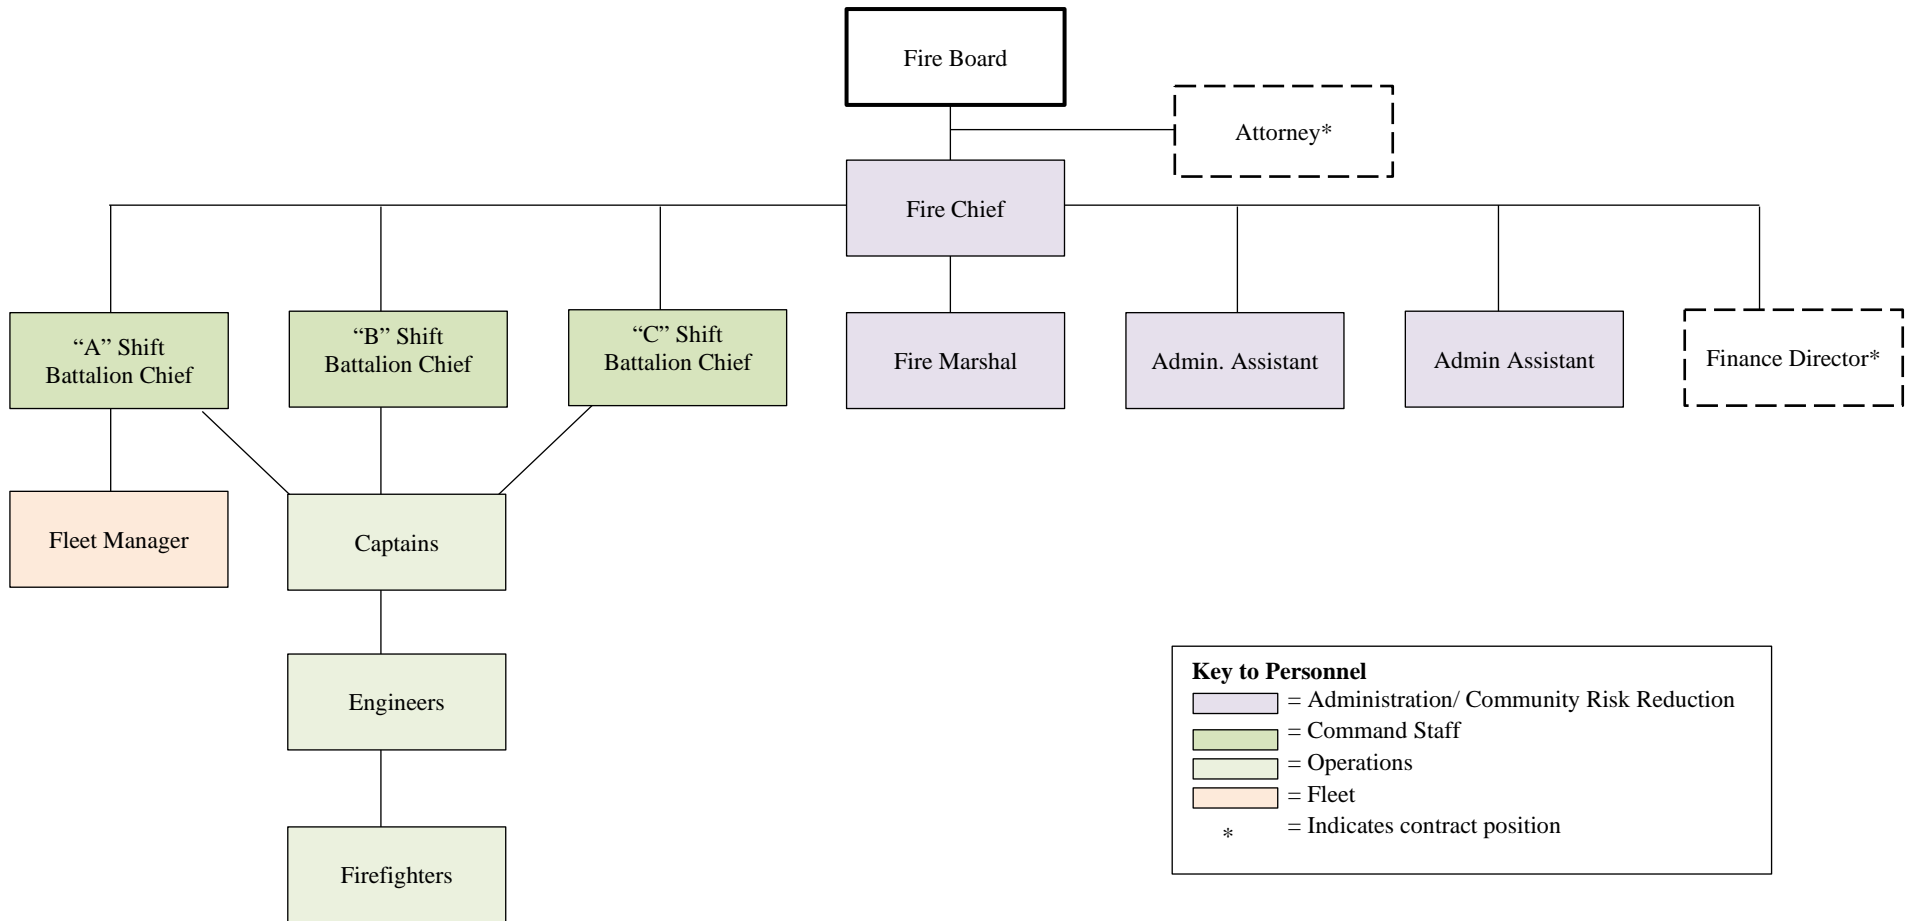 Fire Board
Attorney*
Fire Chief
“A” Shift
Battalion Chief
“B” Shift
Battalion Chief
“C” Shift
Battalion Chief
Fire Marshal
Admin. Assistant
Admin Assistant
Finance Director*
Fleet Manager
Captains
Engineers
Firefighters
Key to Personnel
= Administration/ Community Risk Reduction
= Command Staff
= Operations
= Fleet
* = Indicates contract position